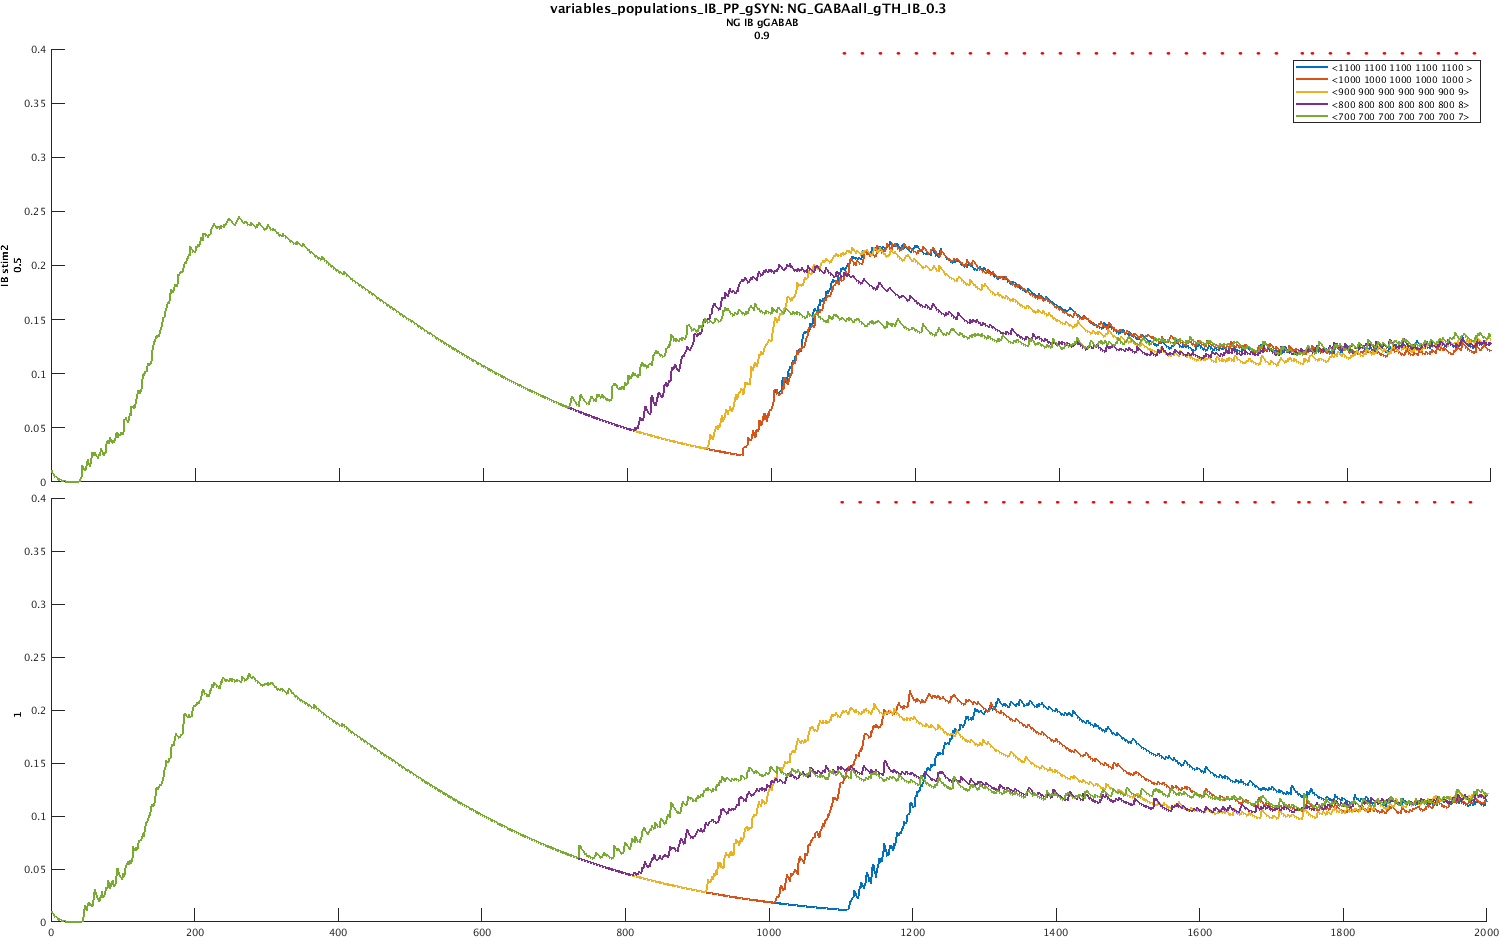 variables_populations_IB_PP_gSYN: NG_GABAall_gTH_IB_0.3
NG IB gGABAB
0.9
0.4
0.35
0.3
0.25
0.2
0.15
0.1
0.05
0
IB stim2
0.5
<1100 1100 1100 1100 1100 >
<1000 1000 1000 1000 1000 >
<900 900 900 900 900 900 9>
<800 800 800 800 800 800 8>
<700 700 700 700 700 700 7>
0.4
0.35
0.3
0.25
0.2
0.15
0.1
0.05
0
1
0 200 400 600 800 1000 1200 1400 1600 1800 2000